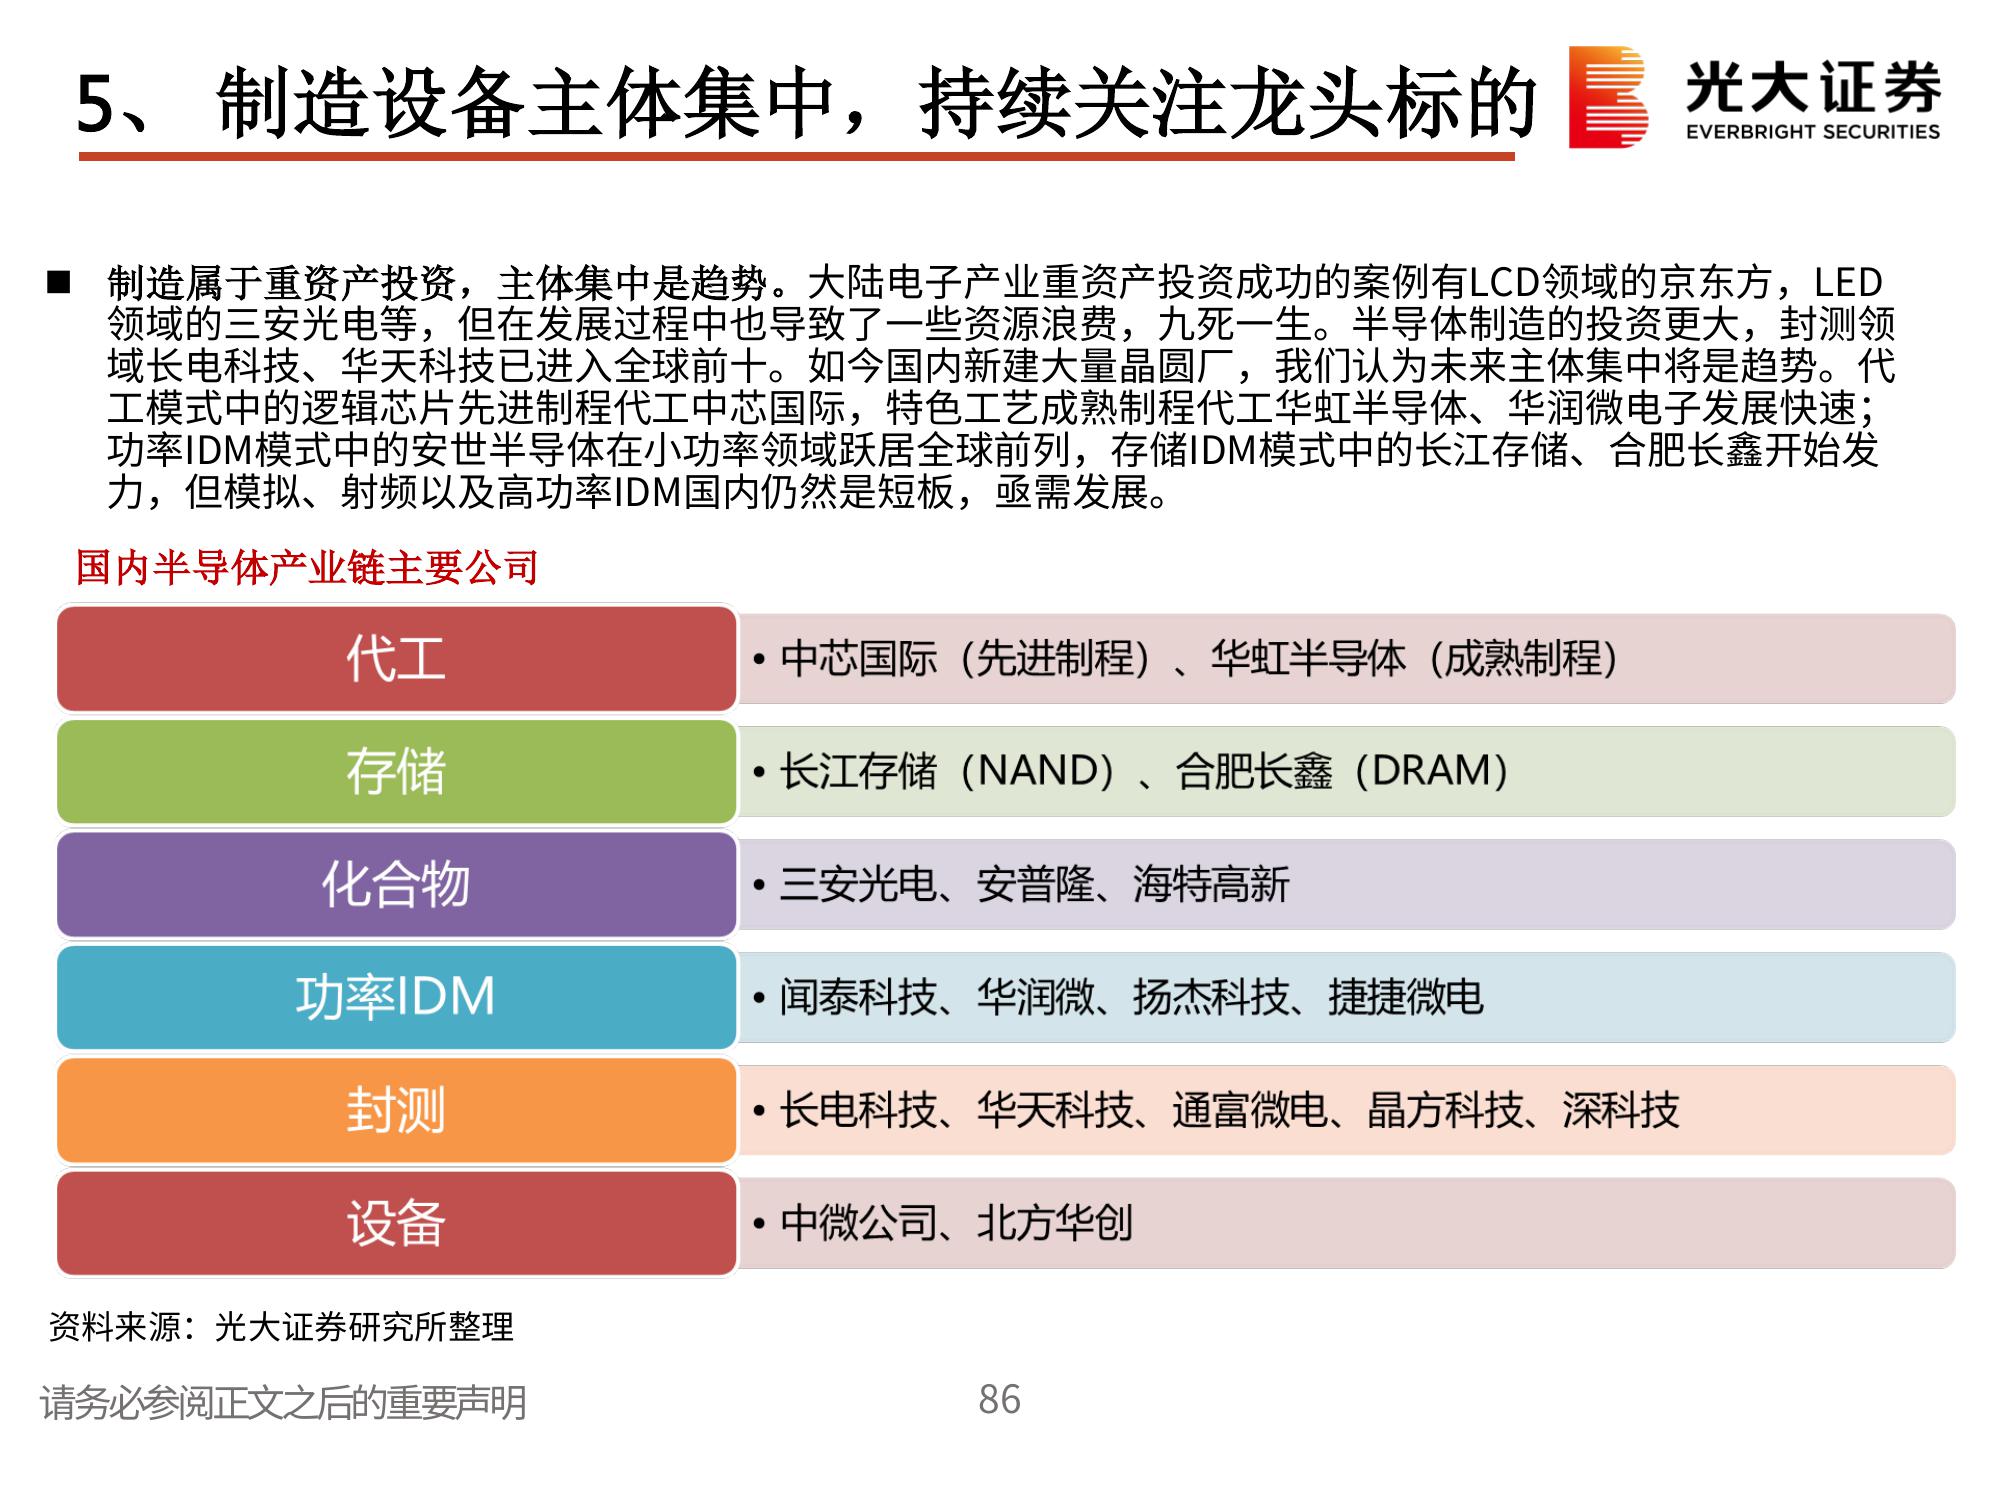 5、 制造设备主体集中，持续关注龙头标的
光大证券
EVERBRIGHT SECURITIES
■ 制造属于重资产投资，主体集中是趋势。大陆电子产业重资产投资成功的案例有LCD领域的京东方，LED
领域的三安光电等，但在发展过程中也导致了一些资源浪费，九死一生。半导体制造的投资更大，封测领
域长电科技、华天科技已进入全球前十。如今国内新建大量晶圆厂，我们认为未来主体集中将是趋势。代
工模式中的逻辑芯片先进制程代工中芯国际，特色工艺成熟制程代工华虹半导体、华润微电子发展快速；
功率IDM模式中的安世半导体在小功率领域跃居全球前列，存储IDM模式中的长江存储、合肥长鑫开始发
力，但模拟、射频以及高功率IDM国内仍然是短板，亟需发展。
国内半导体产业链主要公司
代工
• 中芯国际（先进制程）、华虹半导体（成熟制程）
存储
• 长江存储（NAND）、合肥长鑫（DRAM）
化合物
• 三安光电、安普隆、海特高新
功率IDM
• 闻泰科技、华润微、扬杰科技、捷捷微电
封测
• 长电科技、华天科技、通富微电、晶方科技、深科技
设备
• 中微公司、北方华创
资料来源：光大证券研究所整理
请务必参阅正文之后的重要声明
86